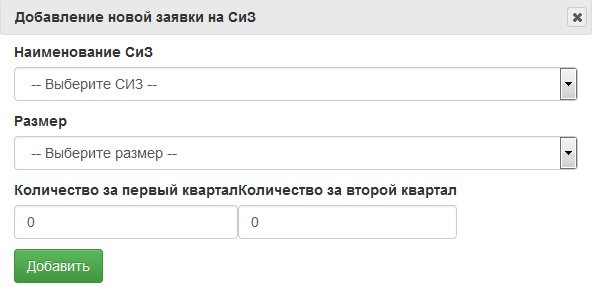 Добавление новой заявки на СиЗ
Наименование СиЗ
-- Выберите СИЗ --
Размер
-- Выберите размер --
Количество за первый кварталКоличество за второй квартал
0 0
Добавить